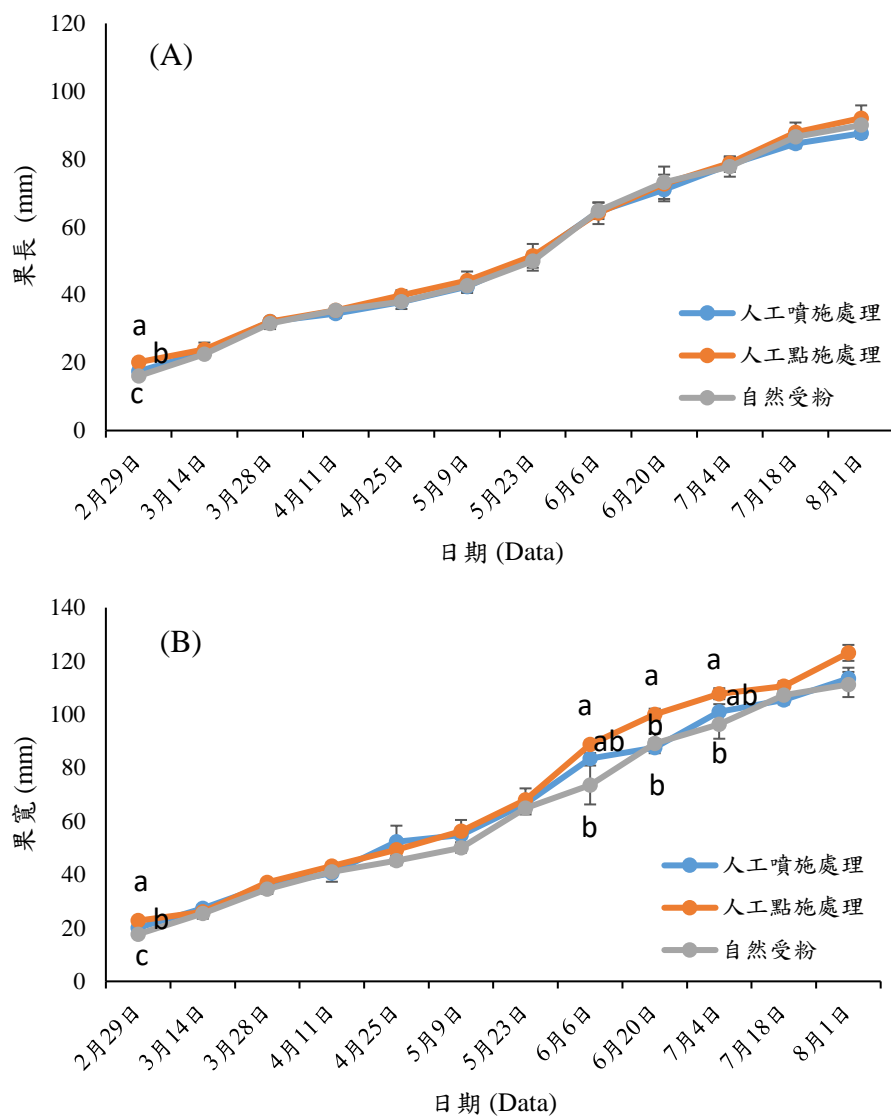 (A)
120
100
80
60
40
20
0
果長 (mm)
a
b
c
人工噴施處理
人工點施處理
自然受粉
2月29日
3月14日
3月28日
4月11日
4月25日
5月9日
5月23日
6月6日
6月20日
7月4日
7月18日
8月1日
日期 (Data)
(B)
140
120
100
80
60
40
20
0
果寬 (mm)
a
b
c
a
ab
b
a
b
b
a
ab
b
人工噴施處理
人工點施處理
自然受粉
2月29日
3月14日
3月28日
4月11日
4月25日
5月9日
5月23日
6月6日
6月20日
7月4日
7月18日
8月1日
日期 (Data)